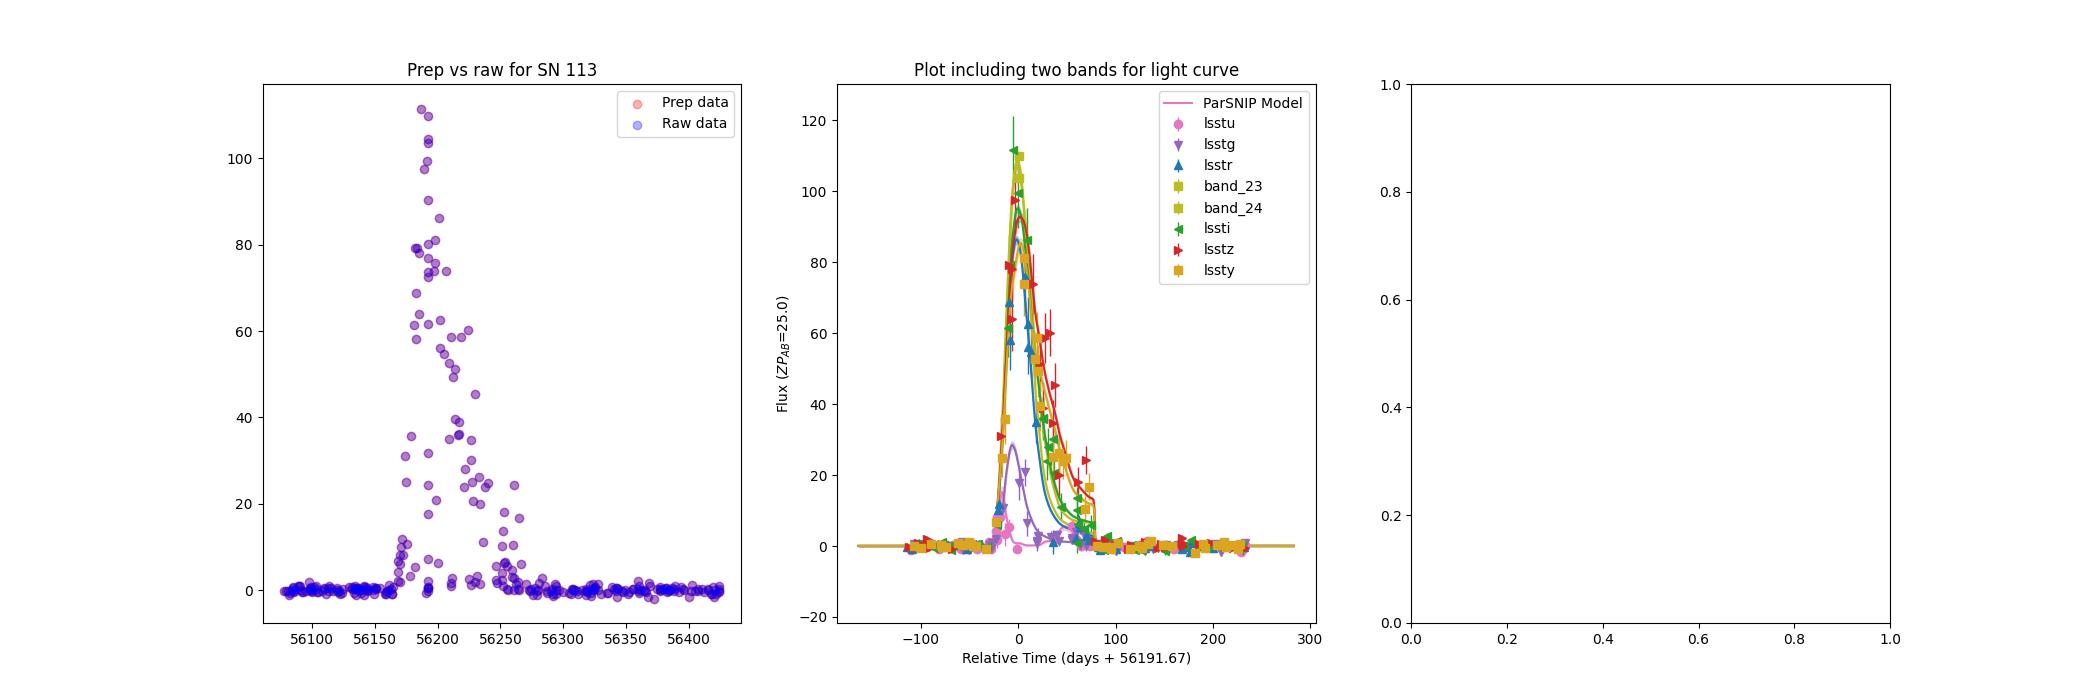 Prep vs raw for SN 113
Prep data
Raw data
100
80
60
40
20
0
56100 56150 56200 56250 56300 56350 56400
Plot including two bands for light curve
ParSNIP Model
lsstu
lsstg
lsstr
band_23
band_24
lssti
lsstz
lssty
Flux (ZP_AB=25.0)
120
100
80
60
40
20
0
−20
−100 0 100 200 300
Relative Time (days + 56191.67)
1.0
0.8
0.6
0.4
0.2
0.0
0.0 0.2 0.4 0.6 0.8 1.0